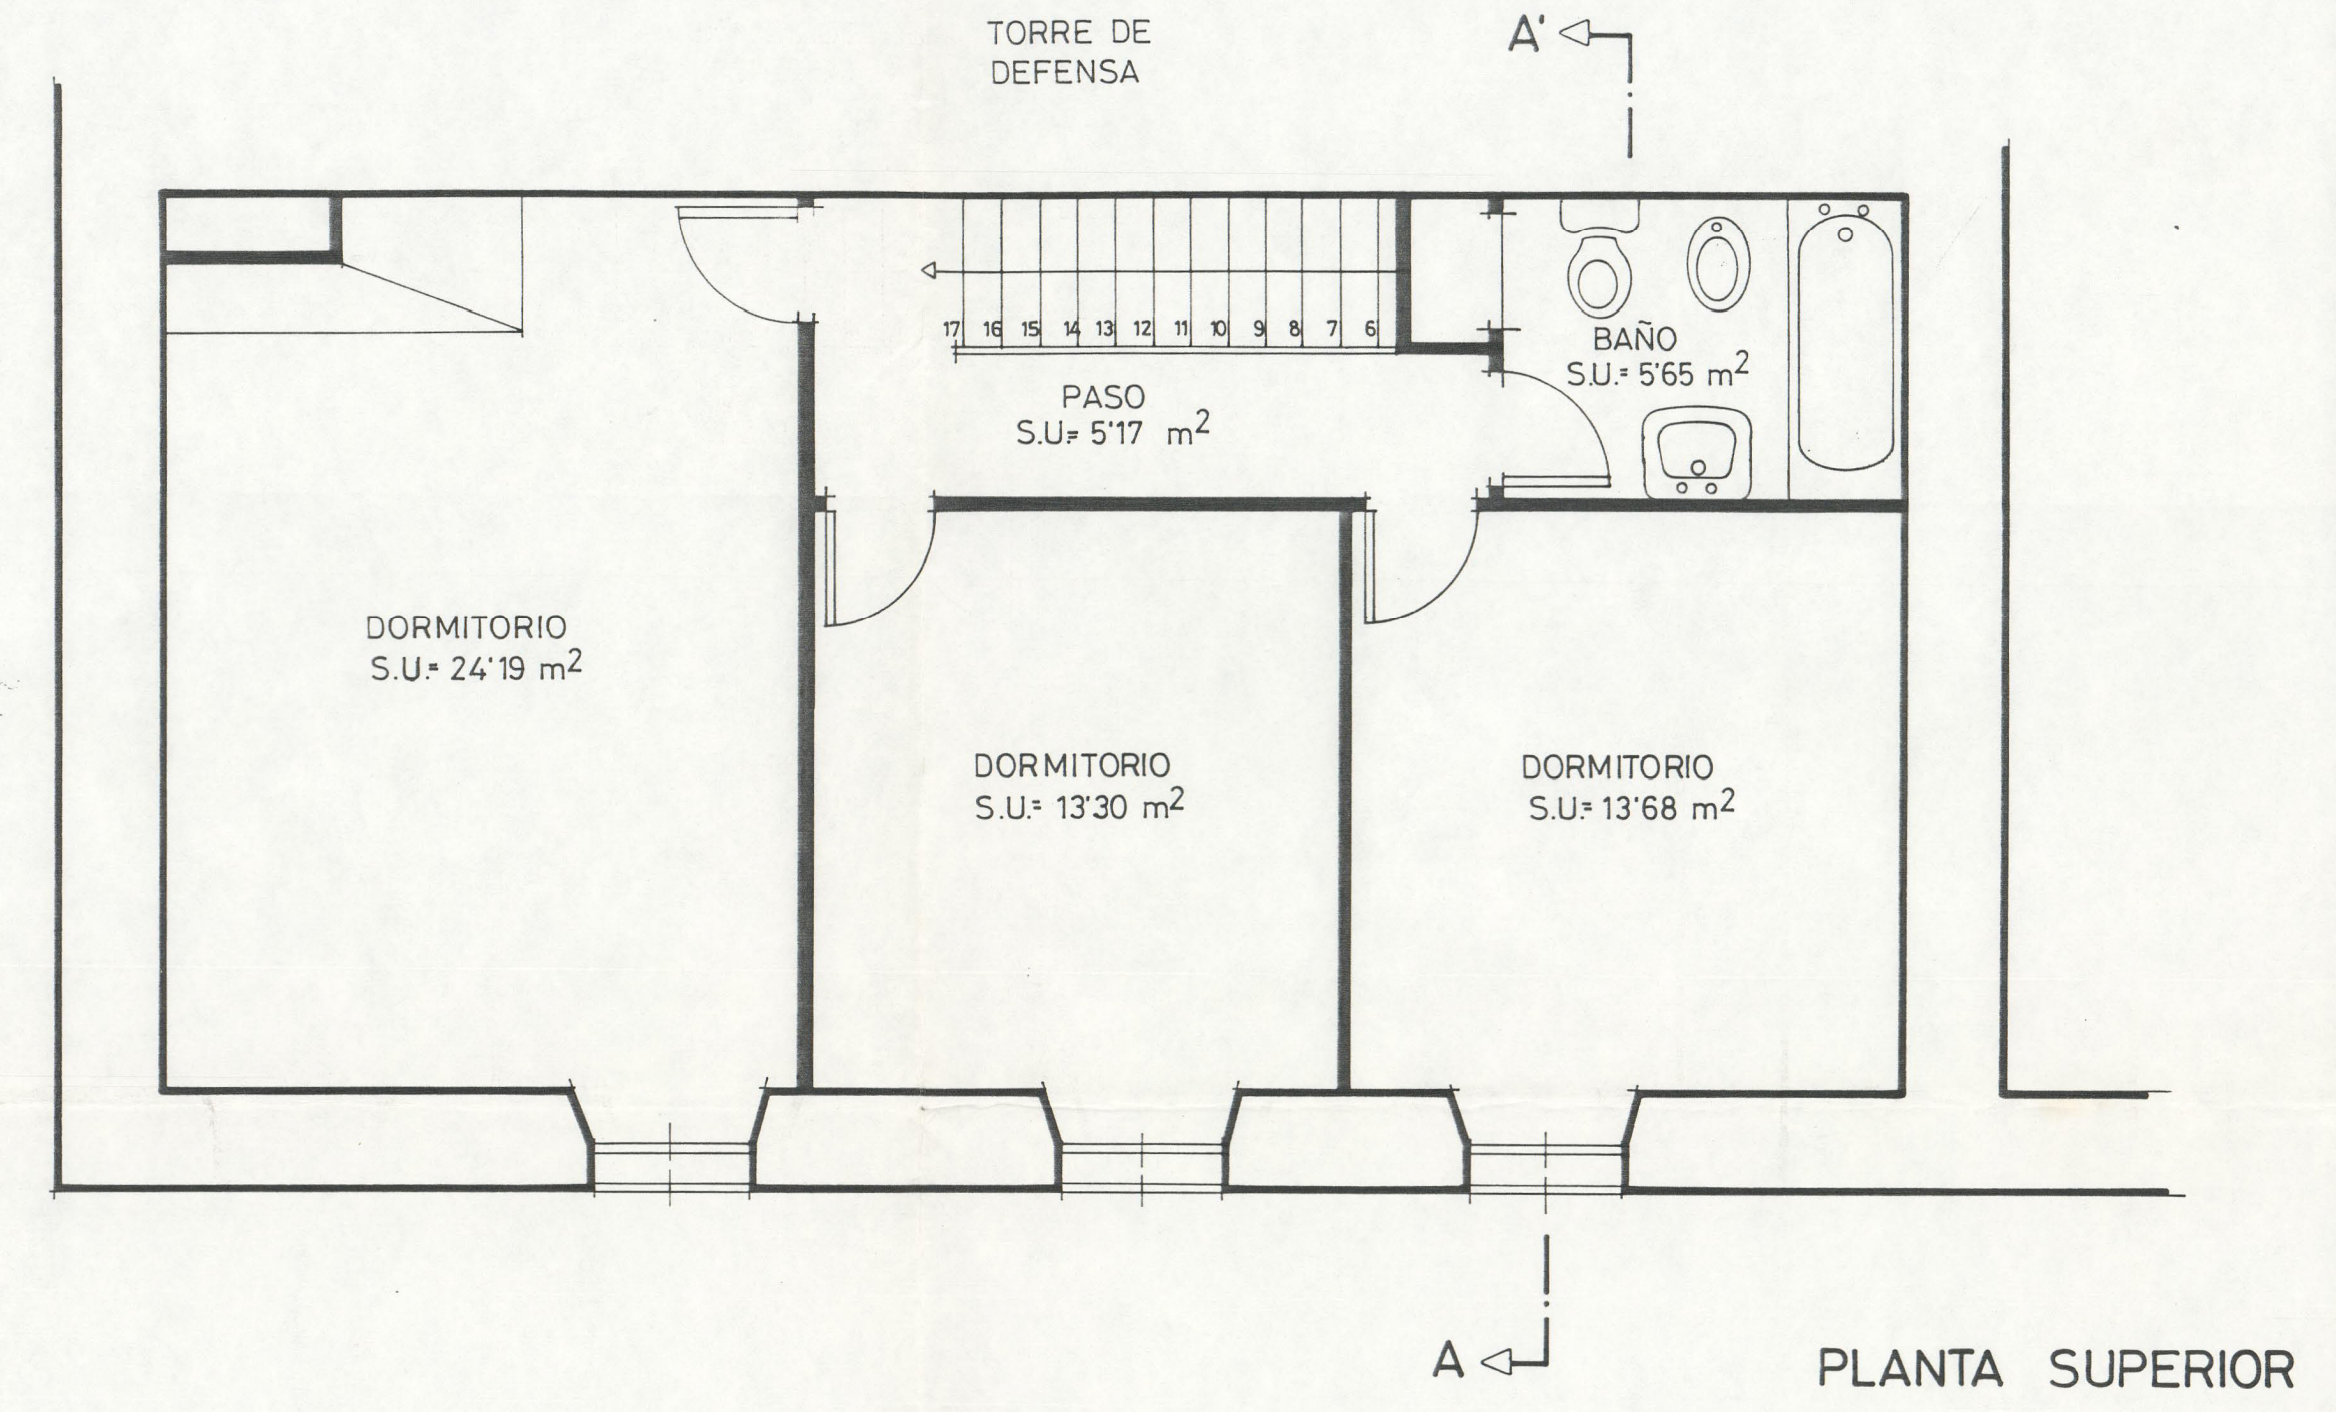 TORRE DE
DEFENSA
A'
17 16 15 14 13 12 11 10 9 8 7 6
BAÑO
S.U.= 5'65 m2
PASO
S.U.= 5'17 m2
DORMITORIO
S.U.= 24'19 m2
DORMITORIO
S.U.= 13'30 m2
DORMITORIO
S.U.= 13'68 m2
A
PLANTA SUPERIOR